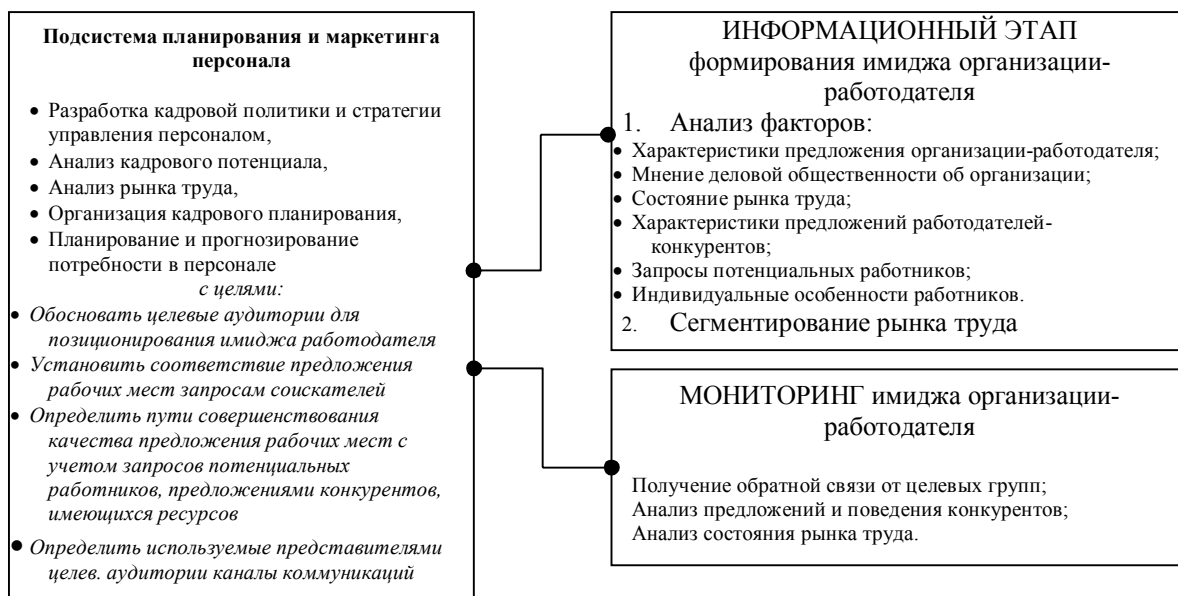 Подсистема планирования и маркетинга
персонала
• Разработка кадровой политики и стратегии
управления персоналом,
• Анализ кадрового потенциала,
• Анализ рынка труда,
• Организация кадрового планирования,
• Планирование и прогнозирование
потребности в персонале
с целями:
• Обосновать целевые аудитории для
позиционирования имиджа работодателя
• Установить соответствие предложения
рабочих мест запросам соискателей
• Определить пути совершенствования
качества предложения рабочих мест с
учетом запросов потенциальных
работников, предложениями конкурентов,
имеющихся ресурсов
• Определить используемые представителями
целев. аудитории каналы коммуникаций
ИНФОРМАЦИОННЫЙ ЭТАП
формирования имиджа организации-
работодателя
1. Анализ факторов:
• Характеристики предложения организации-работодателя;
• Мнение деловой общественности об организации;
• Состояние рынка труда;
• Характеристики предложений работодателей-
конкурентов;
• Запросы потенциальных работников;
• Индивидуальные особенности работников.
2. Сегментирование рынка труда
МОНИТОРИНГ имиджа организации-
работодателя
Получение обратной связи от целевых групп;
Анализ предложений и поведения конкурентов;
Анализ состояния рынка труда.